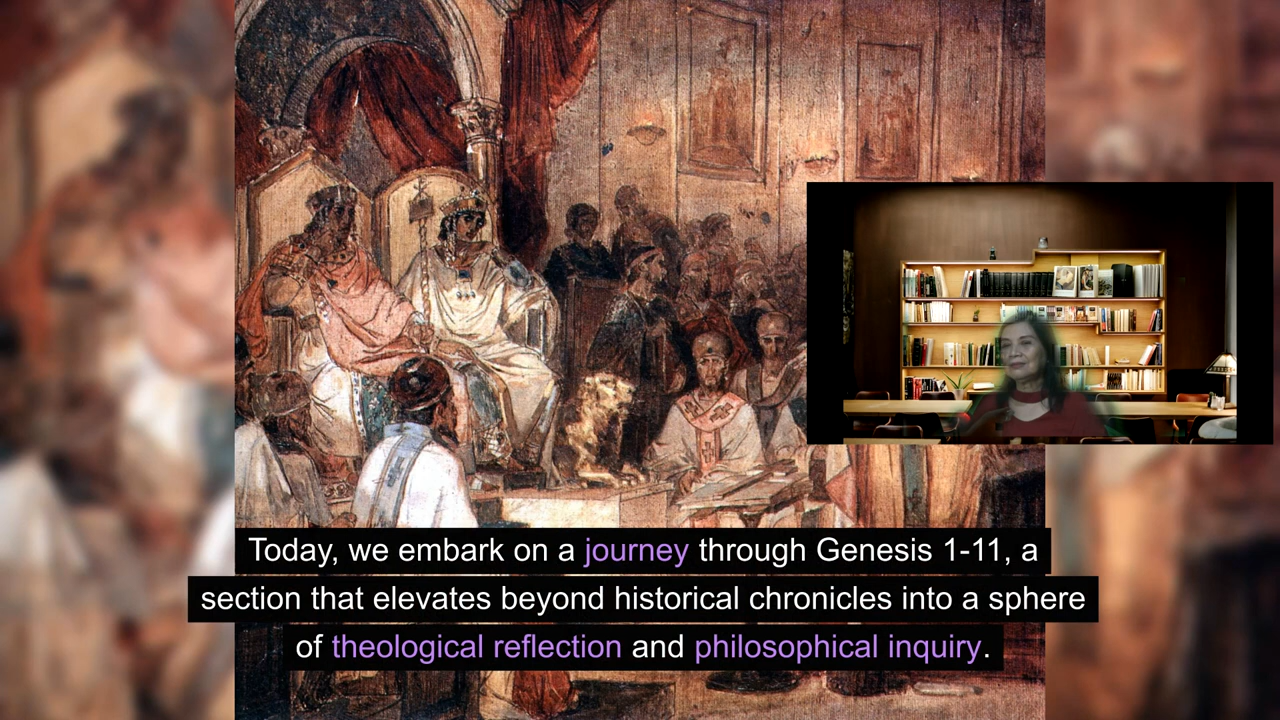 Today, we embark on a journey through Genesis 1-11, a
section that elevates beyond historical chronicles into a sphere
of theological reflection and philosophical inquiry.